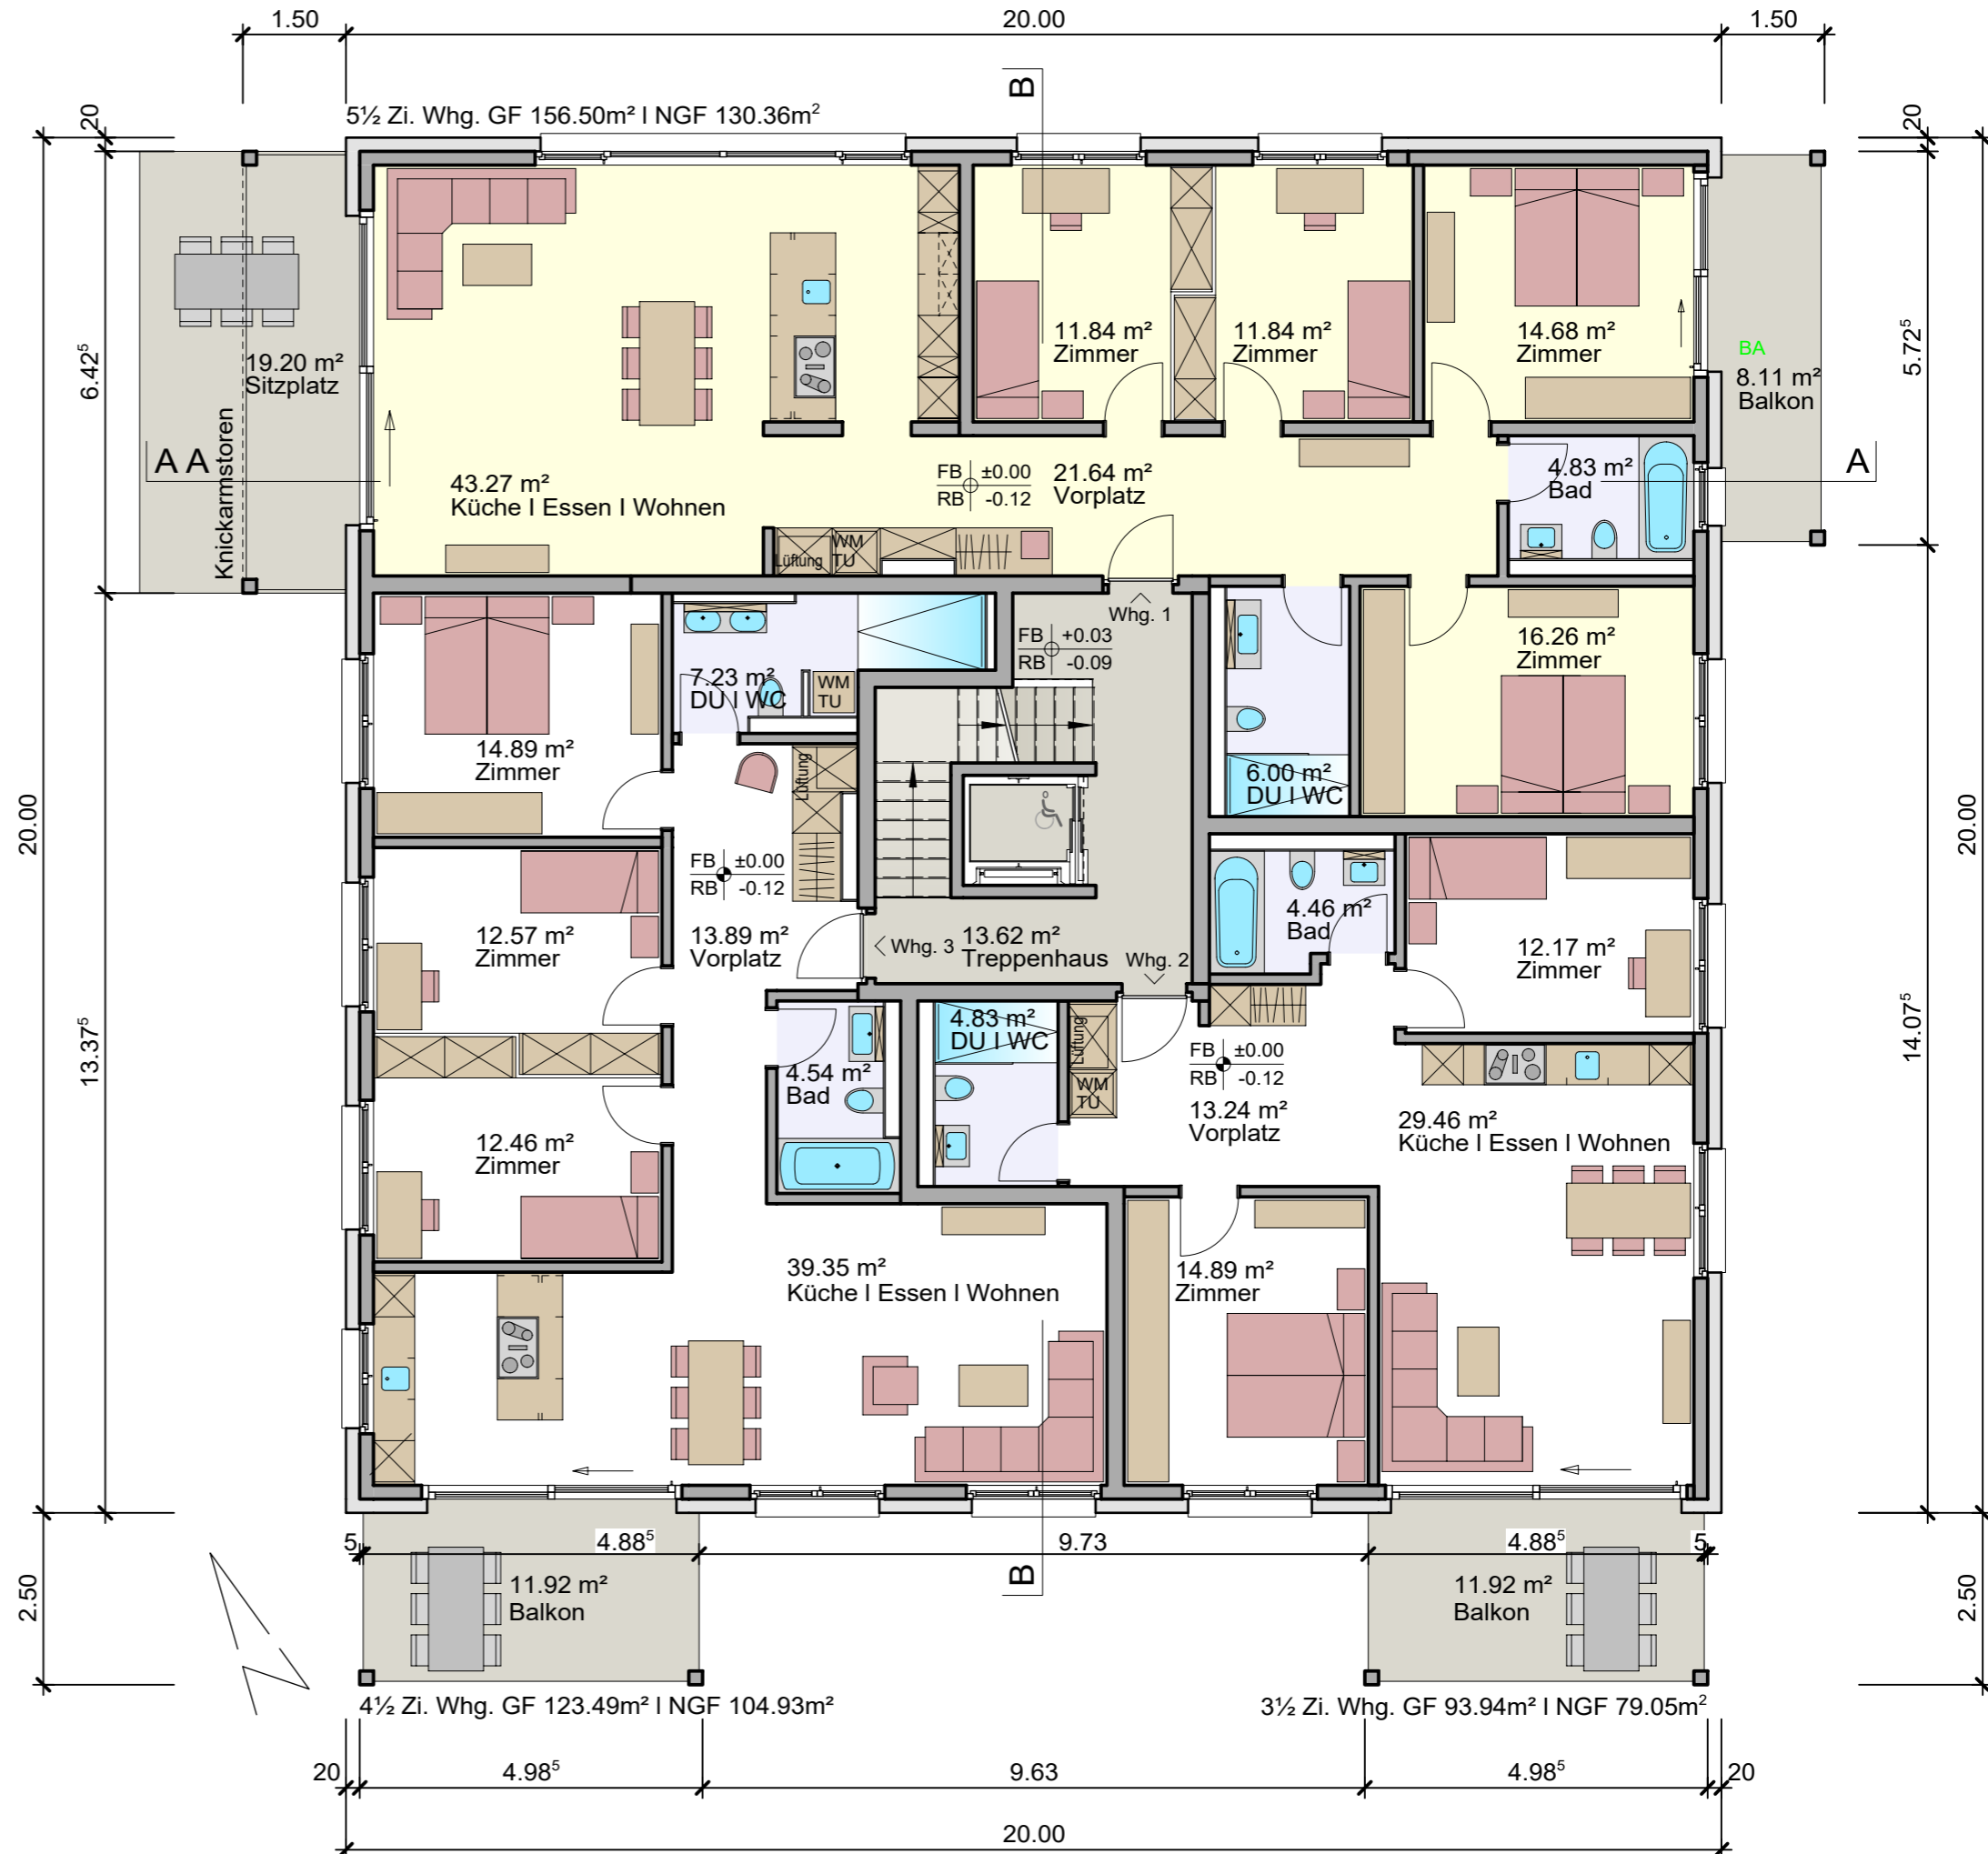 1.50
20.00
1.50
B
5½ Zi. Whg. GF 156.50m² I NGF 130.36m²
20
20
6.42⁵
5.72⁵
19.20 m²
Sitzplatz
Knickarmstoren
11.84 m²
Zimmer
11.84 m²
Zimmer
14.68 m²
Zimmer
BA
8.11 m²
Balkon
A A
A
43.27 m²
Küche I Essen I Wohnen
FB ±0.00
RB -0.12
21.64 m²
Vorplatz
4.83 m²
Bad
Lüftung
WM
TU
Whg. 1
FB +0.03
RB -0.09
7.23 m²
DU I WC
WM
TU
16.26 m²
Zimmer
14.89 m²
Zimmer
Lüftung
6.00 m²
DU I WC
20.00
20.00
FB ±0.00
RB -0.12
12.57 m²
Zimmer
13.89 m²
Vorplatz
Whg. 3
13.62 m²
Treppenhaus
Whg. 2
4.46 m²
Bad
12.17 m²
Zimmer
13.37⁵
14.07⁵
4.83 m²
DU I WC
Lüftung
WM
TU
FB ±0.00
RB -0.12
4.54 m²
Bad
13.24 m²
Vorplatz
29.46 m²
Küche I Essen I Wohnen
12.46 m²
Zimmer
39.35 m²
Küche I Essen I Wohnen
14.89 m²
Zimmer
5
4.88⁵
9.73
4.88⁵
5
B
2.50
2.50
11.92 m²
Balkon
11.92 m²
Balkon
4½ Zi. Whg. GF 123.49m² I NGF 104.93m²
3½ Zi. Whg. GF 93.94m² I NGF 79.05m²
20
4.98⁵
9.63
4.98⁵
20
20.00